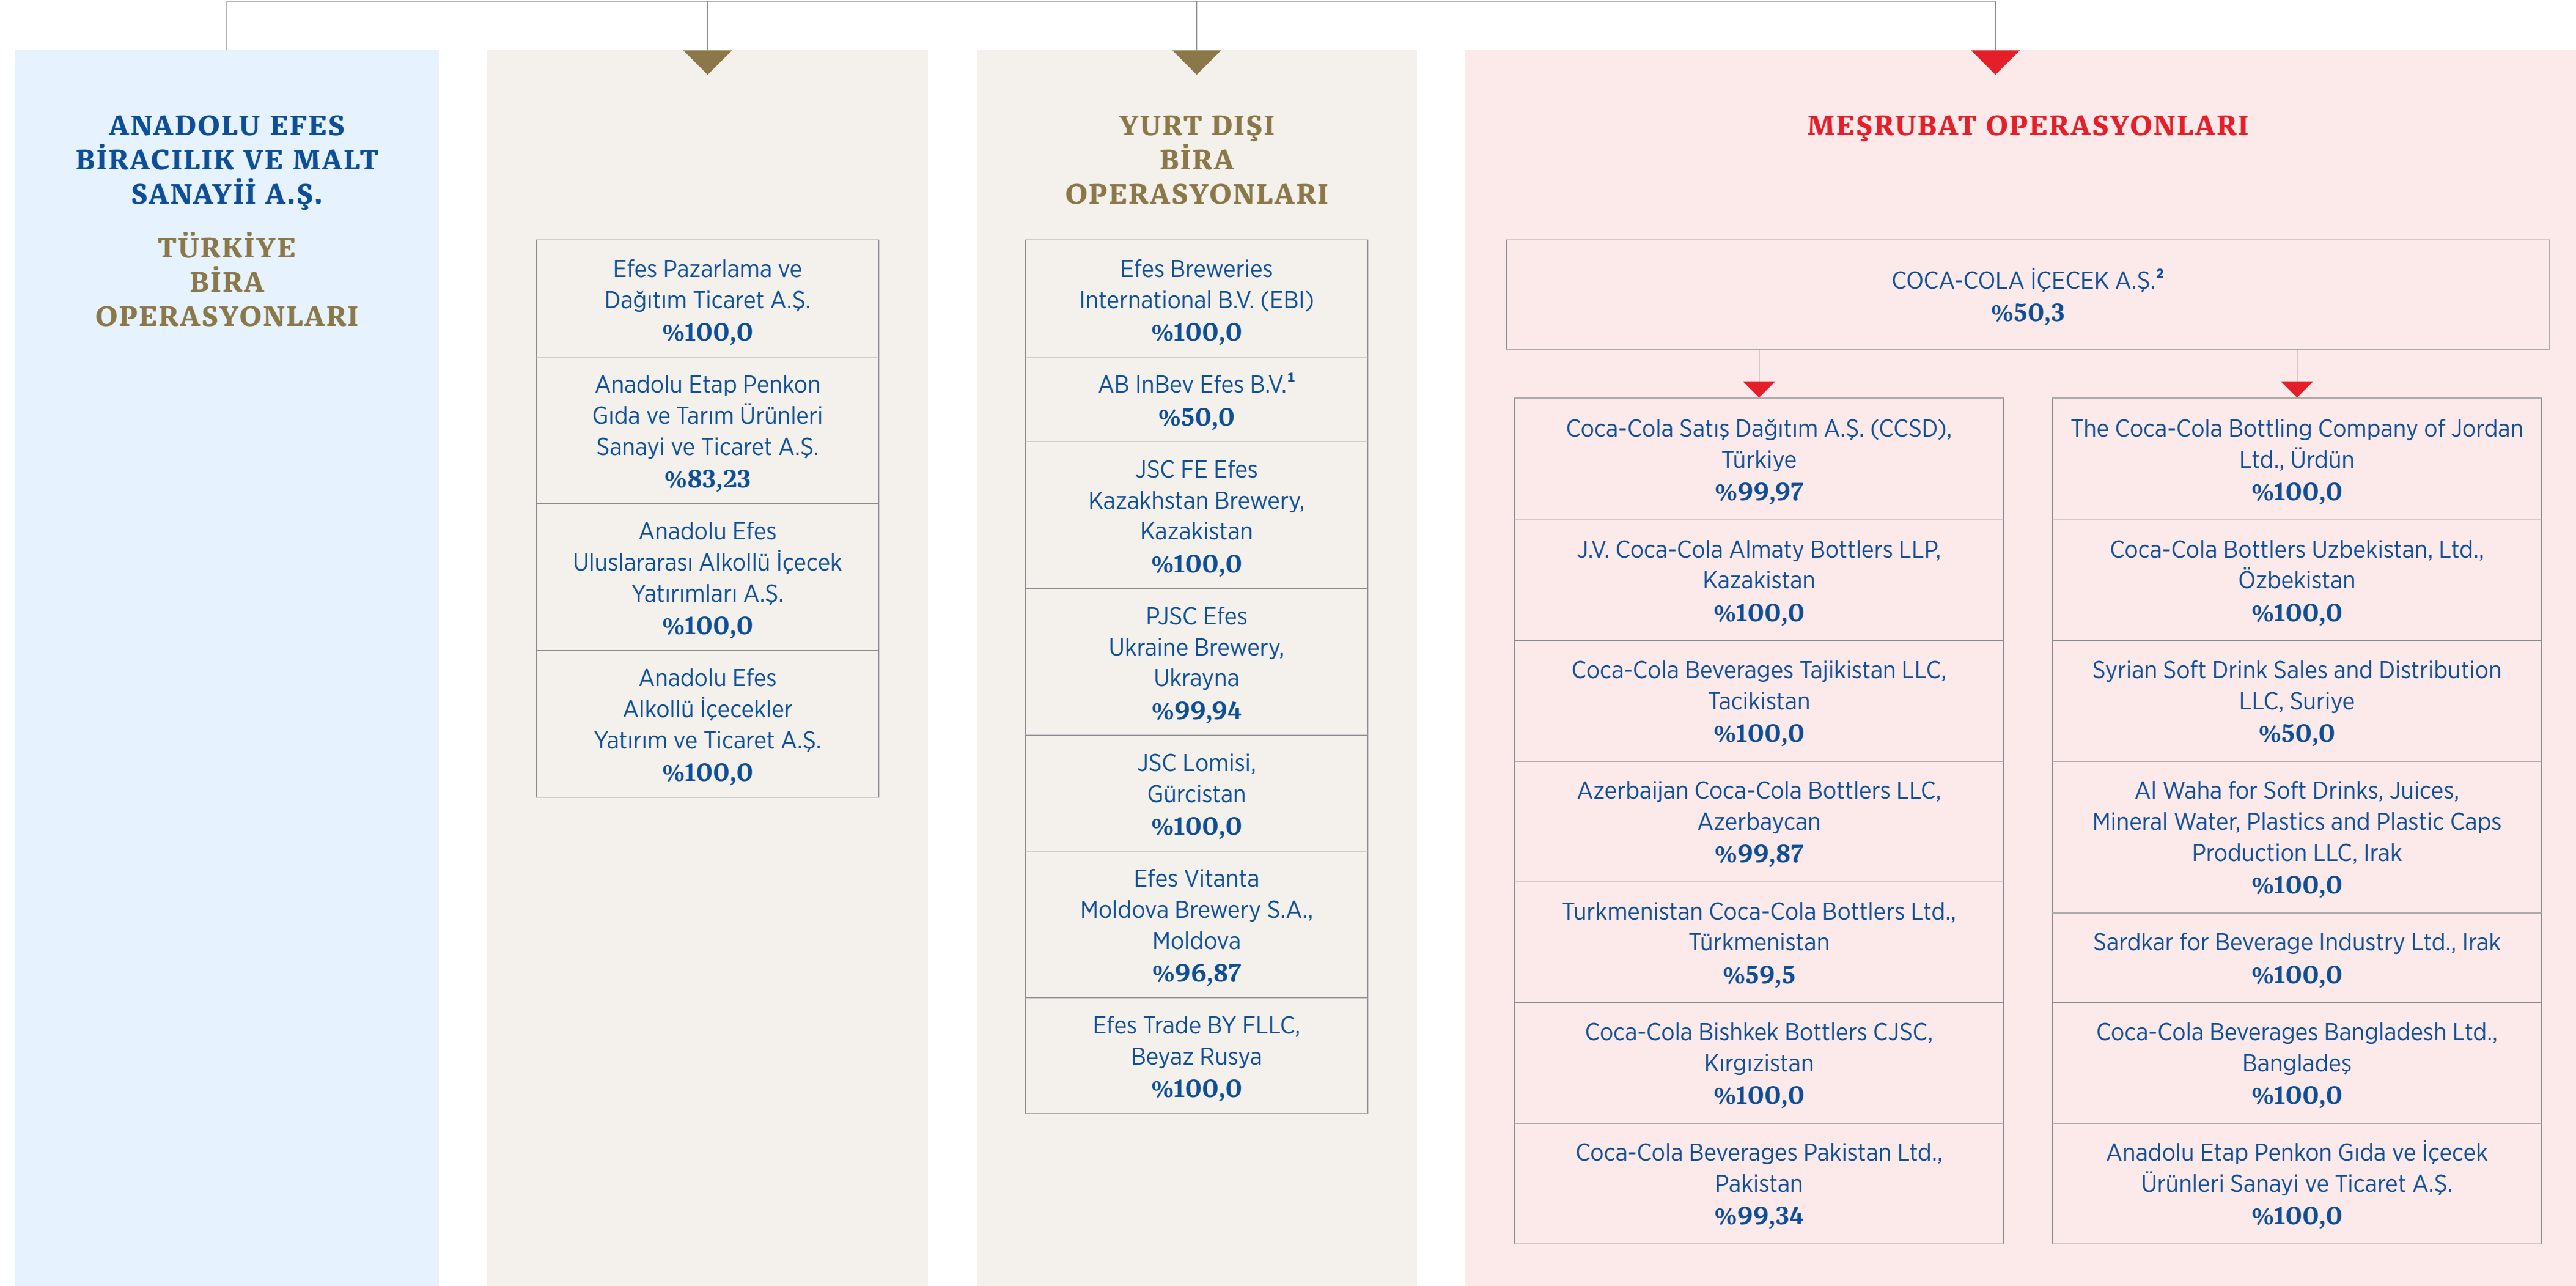 ANADOLU EFES
BİRACILIK VE MALT
SANAYİİ A.Ş.
TÜRKİYE
BİRA
OPERASYONLARI
Efes Pazarlama ve
Dağıtım Ticaret A.Ş.
%100,0
Anadolu Etap Penkon
Gıda ve Tarım Ürünleri
Sanayi ve Ticaret A.Ş.
%83,23
Anadolu Efes
Uluslararası Alkollü İçecek
Yatırımları A.Ş.
%100,0
Anadolu Efes
Alkollü İçecekler
Yatırım ve Ticaret A.Ş.
%100,0
YURT DIŞI
BİRA
OPERASYONLARI
Efes Breweries
International B.V. (EBI)
%100,0
AB InBev Efes B.V.¹
%50,0
JSC FE Efes
Kazakhstan Brewery,
Kazakistan
%100,0
PJSC Efes
Ukraine Brewery,
Ukrayna
%99,94
JSC Lomisi,
Gürcistan
%100,0
Efes Vitanta
Moldova Brewery S.A.,
Moldova
%96,87
Efes Trade BY FLLC,
Beyaz Rusya
%100,0
MEŞRUBAT OPERASYONLARI
COCA-COLA İÇECEK A.Ş.²
%50,3
Coca-Cola Satış Dağıtım A.Ş. (CCSD),
Türkiye
%99,97
J.V. Coca-Cola Almaty Bottlers LLP,
Kazakistan
%100,0
Coca-Cola Beverages Tajikistan LLC,
Tacikistan
%100,0
Azerbaijan Coca-Cola Bottlers LLC,
Azerbaycan
%99,87
Turkmenistan Coca-Cola Bottlers Ltd.,
Türkmenistan
%59,5
Coca-Cola Bishkek Bottlers CJSC,
Kırgızistan
%100,0
Coca-Cola Beverages Pakistan Ltd.,
Pakistan
%99,34
The Coca-Cola Bottling Company of Jordan
Ltd., Ürdün
%100,0
Coca-Cola Bottlers Uzbekistan, Ltd.,
Özbekistan
%100,0
Syrian Soft Drink Sales and Distribution
LLC, Suriye
%50,0
Al Waha for Soft Drinks, Juices,
Mineral Water, Plastics and Plastic Caps
Production LLC, Irak
%100,0
Sardkar for Beverage Industry Ltd., Irak
%100,0
Coca-Cola Beverages Bangladesh Ltd.,
Bangladeş
%100,0
Anadolu Etap Penkon Gıda ve İçecek
Ürünleri Sanayi ve Ticaret A.Ş.
%100,0